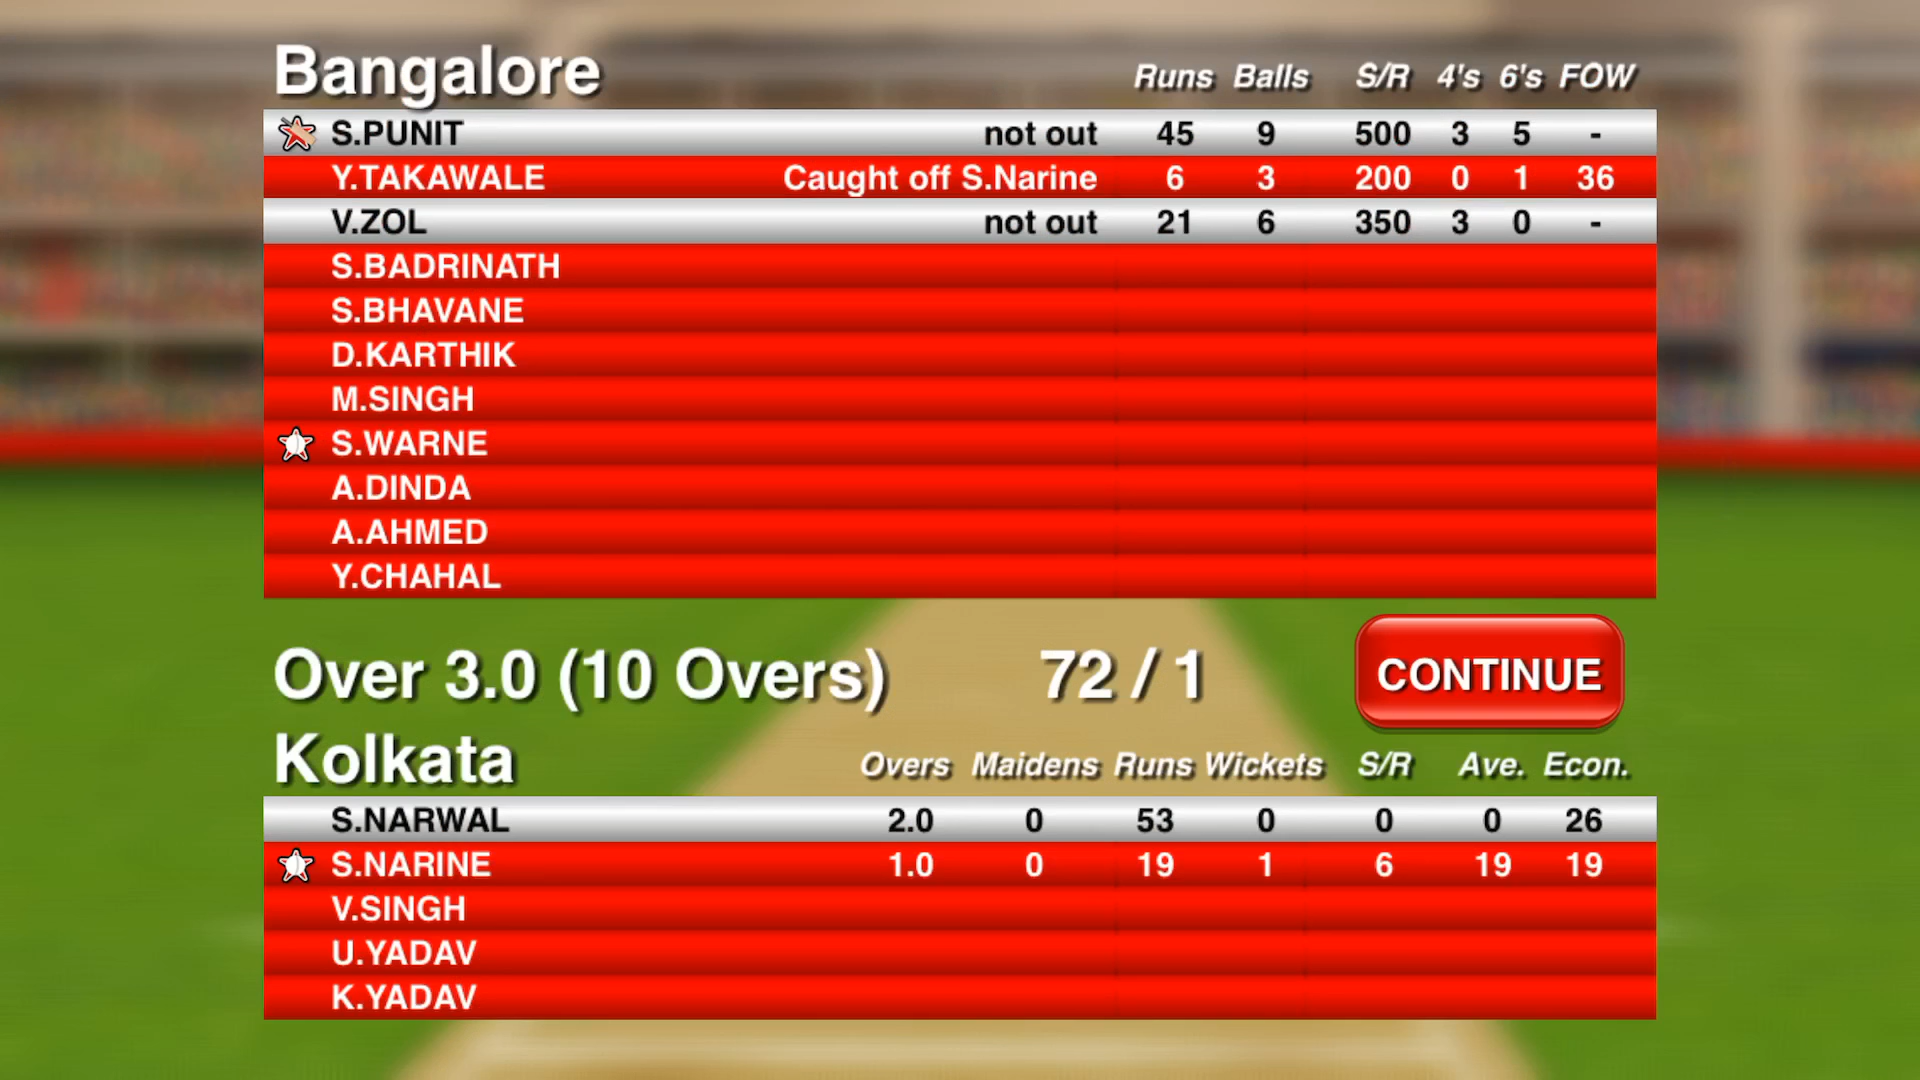 Bangalore Runs Balls S/R 4's 6's FOW
S.PUNIT not out 45 9 500 3 5 -
Y.TAKAWALE Caught off S.Narine 6 3 200 0 1 36
V.ZOL not out 21 6 350 3 0 -
S.BADRINATH
S.BHAVANE
D.KARTHIK
M.SINGH
S.WARNE
A.DINDA
A.AHMED
Y.CHAHAL
Over 3.0 (10 Overs) 72 / 1 CONTINUE
Kolkata Overs Maidens Runs Wickets S/R Ave. Econ.
S.NARWAL 2.0 0 53 0 0 0 26
S.NARINE 1.0 0 19 1 6 19 19
V.SINGH
U.YADAV
K.YADAV